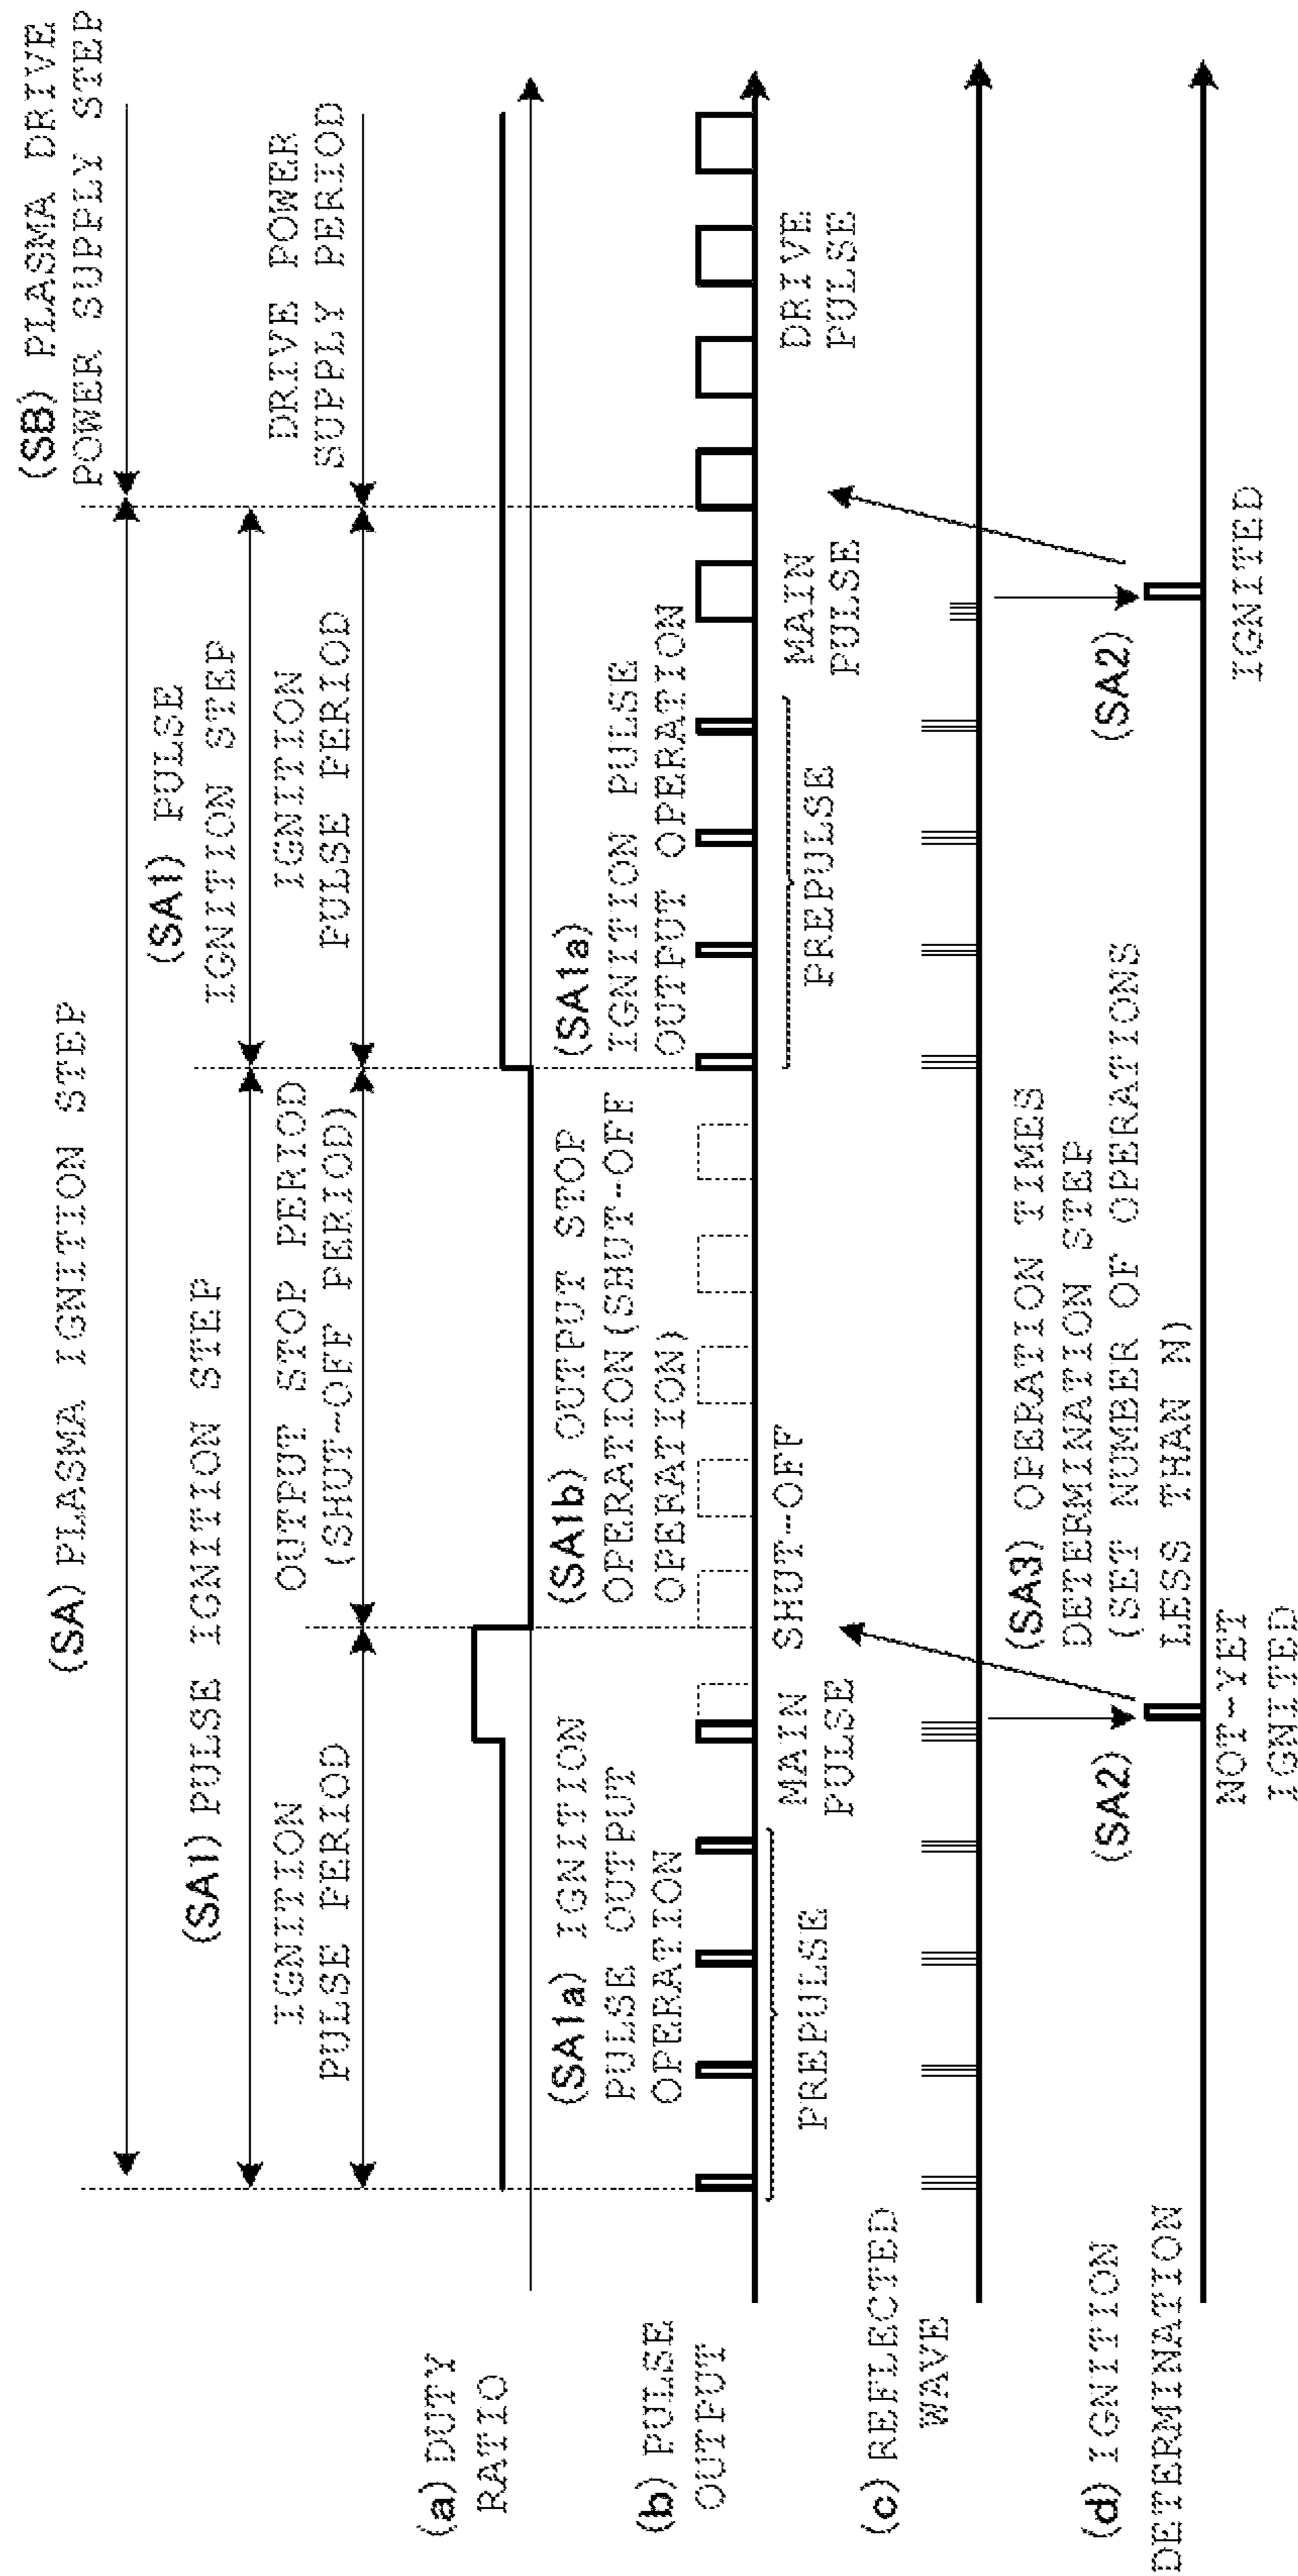 (SA) PLASMA IGNITION STEP
(SB) PLASMA DRIVE
POWER SUPPLY STEP
(SA1) PULSE IGNITION STEP
(SA1) PULSE
IGNITION STEP
IGNITION
PULSE PERIOD
OUTPUT STOP PERIOD
(SHUT-OFF PERIOD)
IGNITION
PULSE PERIOD
DRIVE POWER
SUPPLY PERIOD
(a) DUTY
RATIO
(SA1a) IGNITION
PULSE OUTPUT
OPERATION
(SA1b) OUTPUT STOP
OPERATION(SHUT-OFF
OPERATION)
(SA1a)
IGNITION PULSE
OUTPUT OPERATION
(b) PULSE
OUTPUT
PREPULSE
MAIN
PULSE
SHUT-OFF
PREPULSE
MAIN
PULSE
DRIVE
PULSE
(c) REFLECTED
WAVE
(SA2)
(SA3) OPERATION TIMES
DETERMINATION STEP
(SET NUMBER OF OPERATIONS
LESS THAN N)
(SA2)
(d) IGNITION
DETERMINATION
NOT-YET
IGNITED
IGNITED